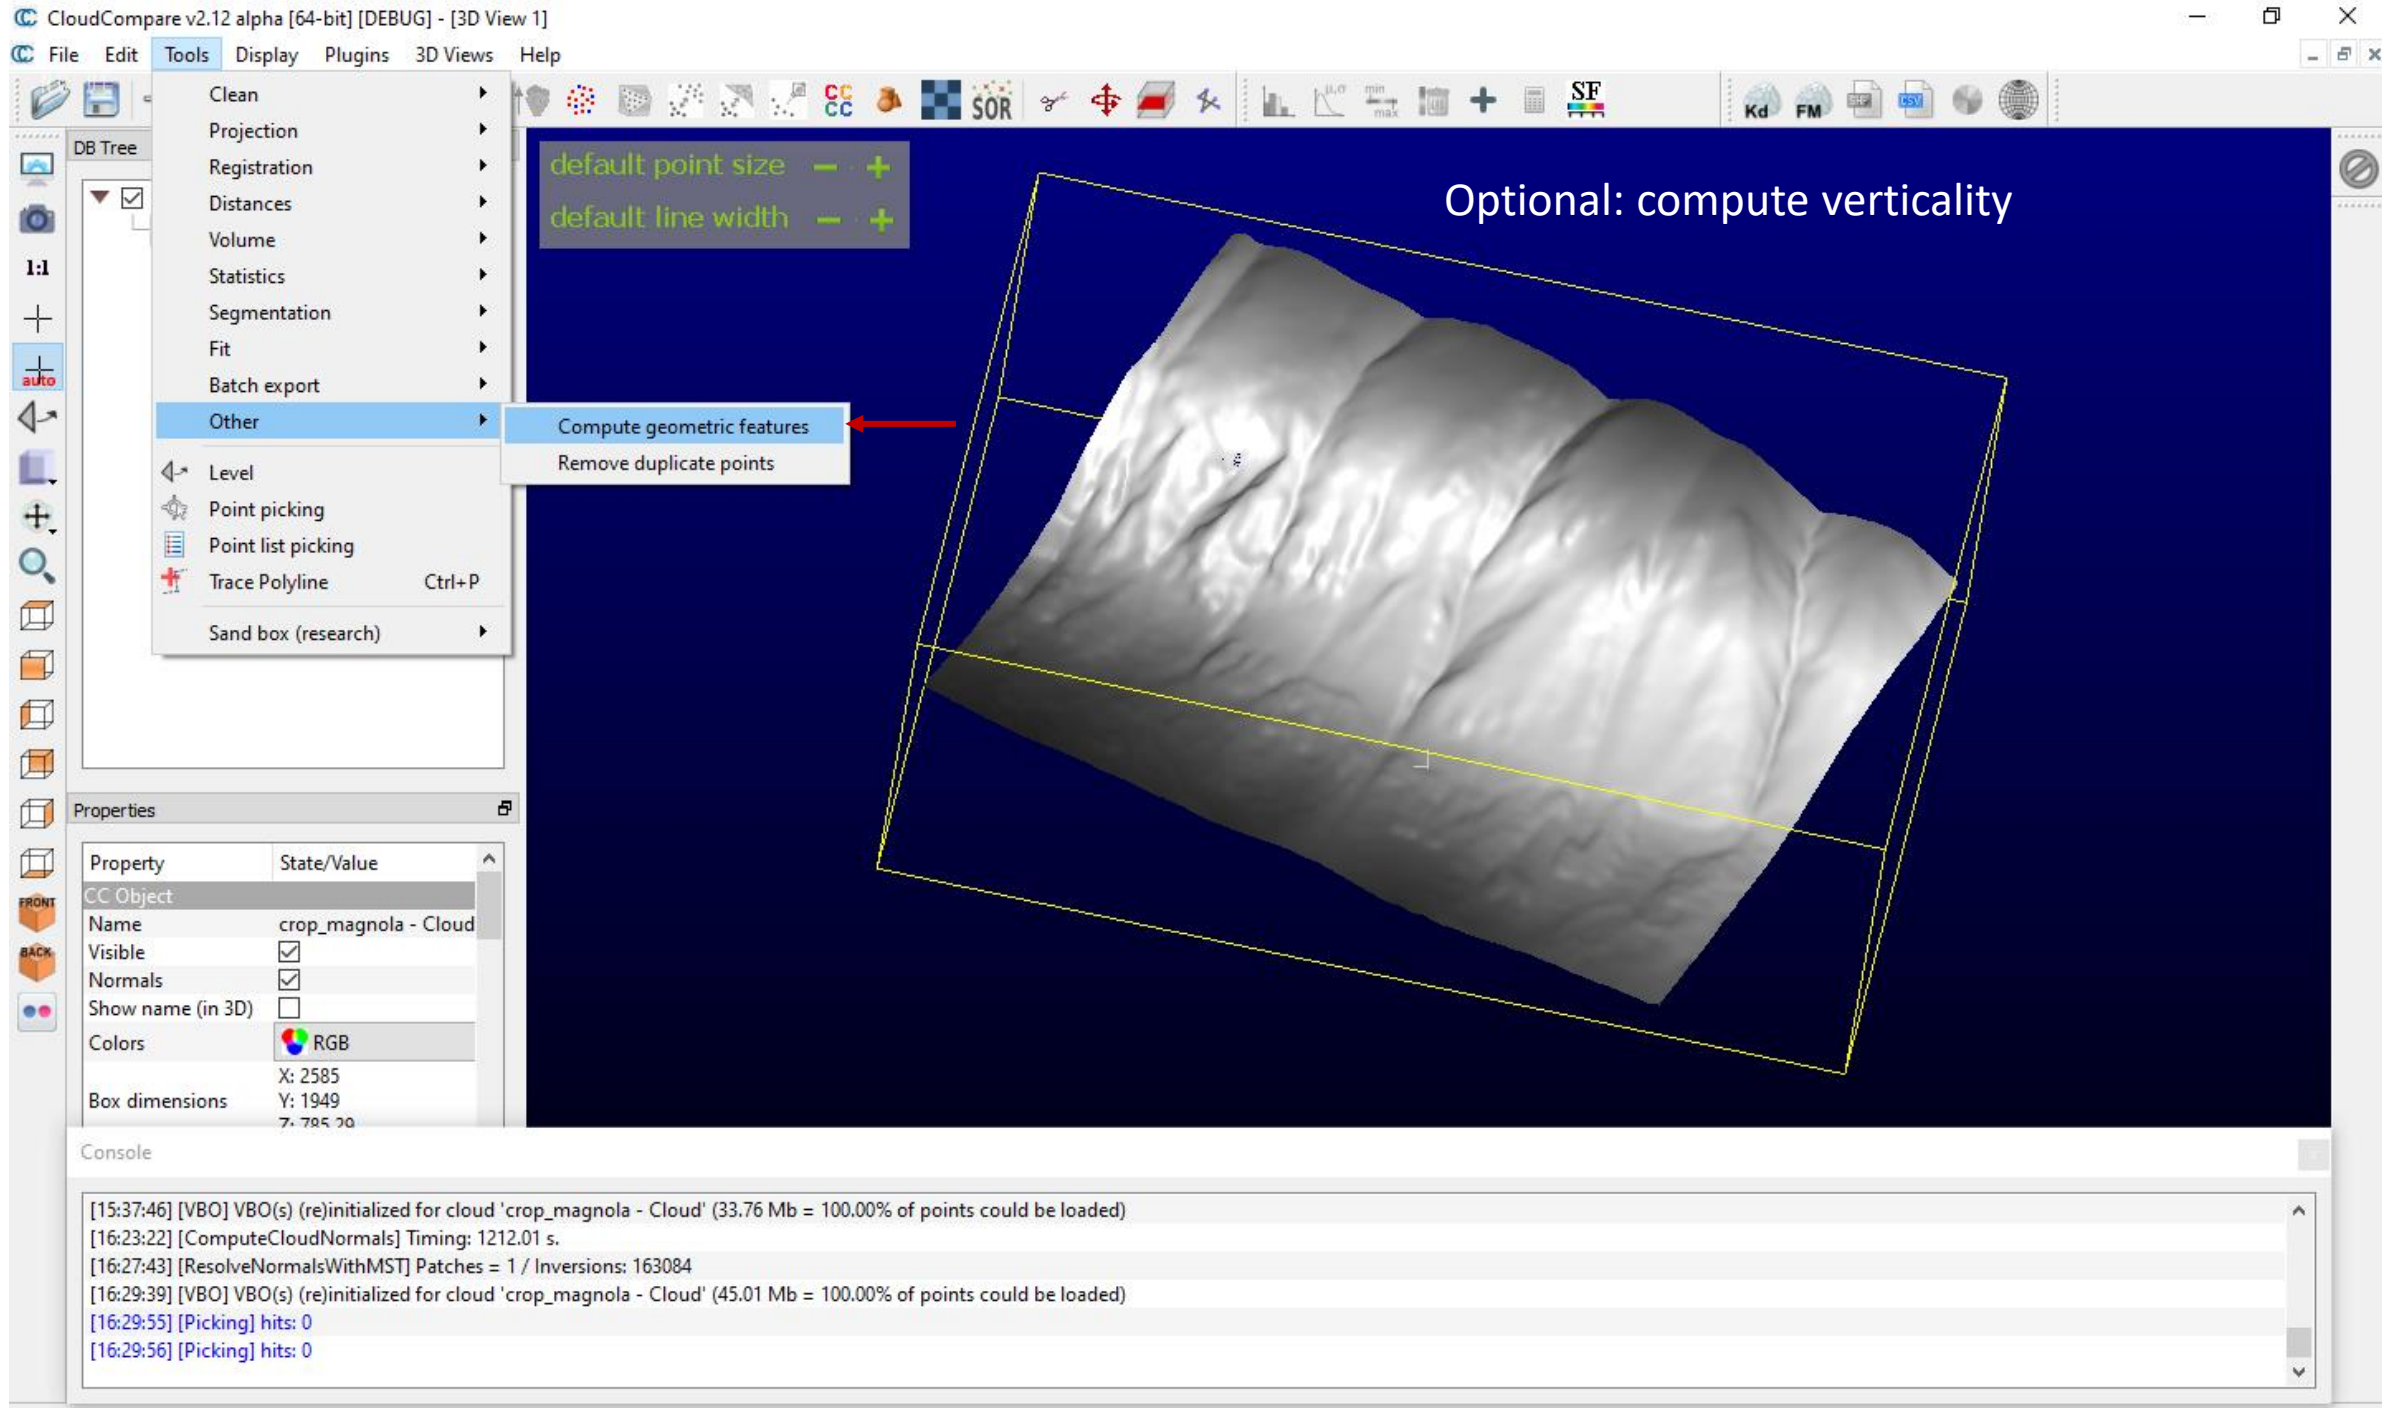 CloudCompare v2.12 alpha [64-bit] [DEBUG] - [3D View 1]
File Edit Tools Display Plugins 3D Views Help
CC CC SOR μ,σ min max SF Kd FM SHP CSV
DB Tree
Clean
Projection
Registration
Distances
Volume
Statistics
Segmentation
Fit
Batch export
Other
Compute geometric features
Remove duplicate points
Level
Point picking
Point list picking
Trace Polyline Ctrl+P
Sand box (research)
1:1
auto
FRONT
BACK
default point size − +
default line width − +
Optional: compute verticality
Properties
Property State/Value
CC Object
Name crop_magnola - Cloud
Visible
Normals
Show name (in 3D)
Colors RGB
Box dimensions
X: 2585
Y: 1949
Z: 785.29
Console
[15:37:46] [VBO] VBO(s) (re)initialized for cloud 'crop_magnola - Cloud' (33.76 Mb = 100.00% of points could be loaded)
[16:23:22] [ComputeCloudNormals] Timing: 1212.01 s.
[16:27:43] [ResolveNormalsWithMST] Patches = 1 / Inversions: 163084
[16:29:39] [VBO] VBO(s) (re)initialized for cloud 'crop_magnola - Cloud' (45.01 Mb = 100.00% of points could be loaded)
[16:29:55] [Picking] hits: 0
[16:29:56] [Picking] hits: 0